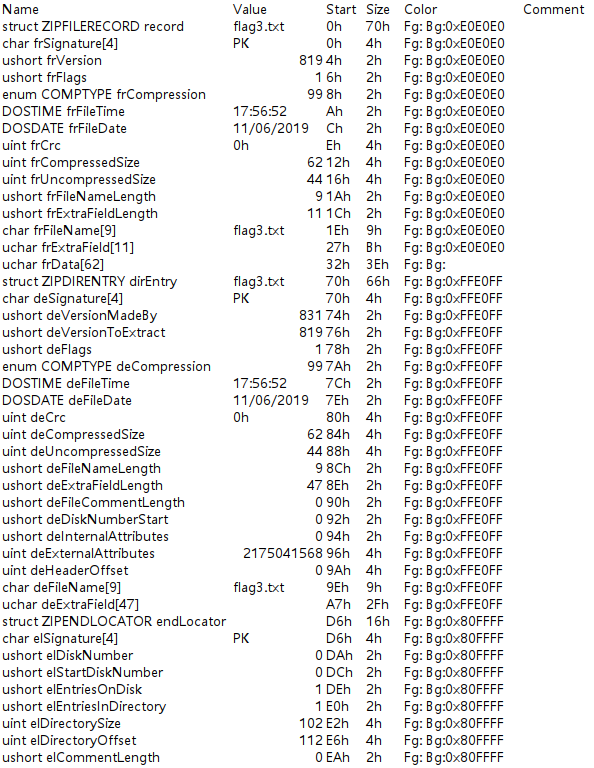 Name Value Start Size Color Comment
struct ZIPFILERECORD record flag3.txt 0h 70h Fg: Bg:0xE0E0E0
char frSignature[4] PK 0h 4h Fg: Bg:0xE0E0E0
ushort frVersion 819 4h 2h Fg: Bg:0xE0E0E0
ushort frFlags 1 6h 2h Fg: Bg:0xE0E0E0
enum COMPTYPE frCompression 99 8h 2h Fg: Bg:0xE0E0E0
DOSTIME frFileTime 17:56:52 Ah 2h Fg: Bg:0xE0E0E0
DOSDATE frFileDate 11/06/2019 Ch 2h Fg: Bg:0xE0E0E0
uint frCrc 0h Eh 4h Fg: Bg:0xE0E0E0
uint frCompressedSize 62 12h 4h Fg: Bg:0xE0E0E0
uint frUncompressedSize 44 16h 4h Fg: Bg:0xE0E0E0
ushort frFileNameLength 9 1Ah 2h Fg: Bg:0xE0E0E0
ushort frExtraFieldLength 11 1Ch 2h Fg: Bg:0xE0E0E0
char frFileName[9] flag3.txt 1Eh 9h Fg: Bg:0xE0E0E0
uchar frExtraField[11] 27h Bh Fg: Bg:0xE0E0E0
uchar frData[62] 32h 3Eh Fg: Bg:
struct ZIPDIRENTRY dirEntry flag3.txt 70h 66h Fg: Bg:0xFFE0FF
char deSignature[4] PK 70h 4h Fg: Bg:0xFFE0FF
ushort deVersionMadeBy 831 74h 2h Fg: Bg:0xFFE0FF
ushort deVersionToExtract 819 76h 2h Fg: Bg:0xFFE0FF
ushort deFlags 1 78h 2h Fg: Bg:0xFFE0FF
enum COMPTYPE deCompression 99 7Ah 2h Fg: Bg:0xFFE0FF
DOSTIME deFileTime 17:56:52 7Ch 2h Fg: Bg:0xFFE0FF
DOSDATE deFileDate 11/06/2019 7Eh 2h Fg: Bg:0xFFE0FF
uint deCrc 0h 80h 4h Fg: Bg:0xFFE0FF
uint deCompressedSize 62 84h 4h Fg: Bg:0xFFE0FF
uint deUncompressedSize 44 88h 4h Fg: Bg:0xFFE0FF
ushort deFileNameLength 9 8Ch 2h Fg: Bg:0xFFE0FF
ushort deExtraFieldLength 47 8Eh 2h Fg: Bg:0xFFE0FF
ushort deFileCommentLength 0 90h 2h Fg: Bg:0xFFE0FF
ushort deDiskNumberStart 0 92h 2h Fg: Bg:0xFFE0FF
ushort deInternalAttributes 0 94h 2h Fg: Bg:0xFFE0FF
uint deExternalAttributes 2175041568 96h 4h Fg: Bg:0xFFE0FF
uint deHeaderOffset 0 9Ah 4h Fg: Bg:0xFFE0FF
char deFileName[9] flag3.txt 9Eh 9h Fg: Bg:0xFFE0FF
uchar deExtraField[47] A7h 2Fh Fg: Bg:0xFFE0FF
struct ZIPENDLOCATOR endLocator D6h 16h Fg: Bg:0x80FFFF
char elSignature[4] PK D6h 4h Fg: Bg:0x80FFFF
ushort elDiskNumber 0 DAh 2h Fg: Bg:0x80FFFF
ushort elStartDiskNumber 0 DCh 2h Fg: Bg:0x80FFFF
ushort elEntriesOnDisk 1 DEh 2h Fg: Bg:0x80FFFF
ushort elEntriesInDirectory 1 E0h 2h Fg: Bg:0x80FFFF
uint elDirectorySize 102 E2h 4h Fg: Bg:0x80FFFF
uint elDirectoryOffset 112 E6h 4h Fg: Bg:0x80FFFF
ushort elCommentLength 0 EAh 2h Fg: Bg:0x80FFFF